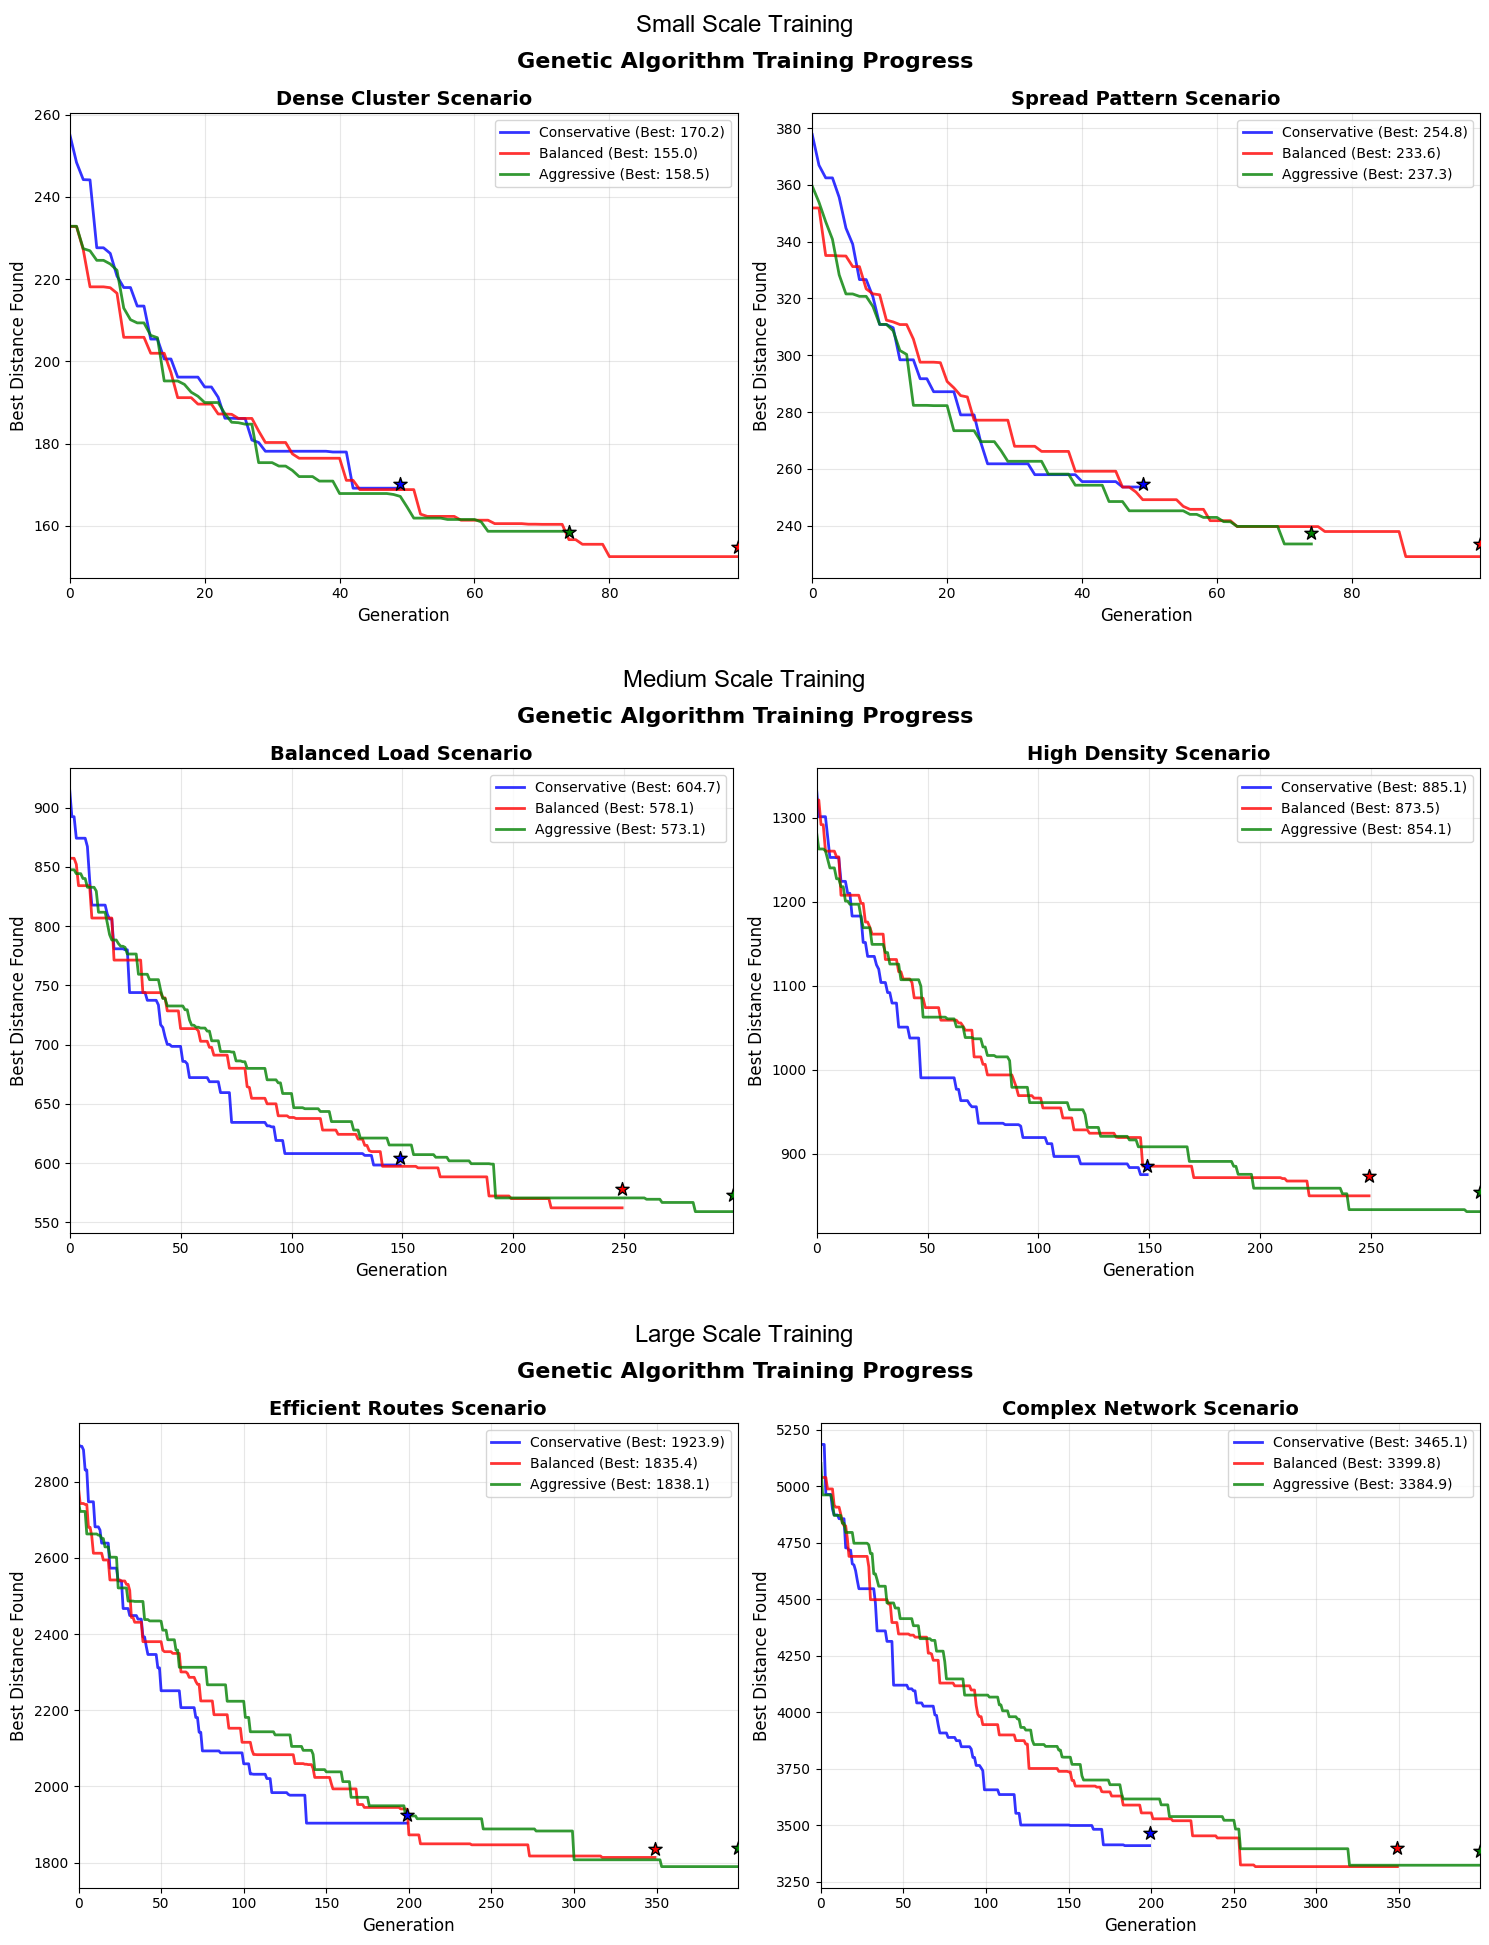 Small Scale Training
Genetic Algorithm Training Progress
Dense Cluster Scenario
Conservative (Best: 170.2)
Balanced (Best: 155.0)
Aggressive (Best: 158.5)
Best Distance Found
260
240
220
200
180
160
0 20 40 60 80
Generation
Spread Pattern Scenario
Conservative (Best: 254.8)
Balanced (Best: 233.6)
Aggressive (Best: 237.3)
Best Distance Found
380
360
340
320
300
280
260
240
0 20 40 60 80
Generation
Medium Scale Training
Genetic Algorithm Training Progress
Balanced Load Scenario
Conservative (Best: 604.7)
Balanced (Best: 578.1)
Aggressive (Best: 573.1)
Best Distance Found
900
850
800
750
700
650
600
550
0 50 100 150 200 250
Generation
High Density Scenario
Conservative (Best: 885.1)
Balanced (Best: 873.5)
Aggressive (Best: 854.1)
Best Distance Found
1300
1200
1100
1000
900
0 50 100 150 200 250
Generation
Large Scale Training
Genetic Algorithm Training Progress
Efficient Routes Scenario
Conservative (Best: 1923.9)
Balanced (Best: 1835.4)
Aggressive (Best: 1838.1)
Best Distance Found
2800
2600
2400
2200
2000
1800
0 50 100 150 200 250 300 350
Generation
Complex Network Scenario
Conservative (Best: 3465.1)
Balanced (Best: 3399.8)
Aggressive (Best: 3384.9)
Best Distance Found
5250
5000
4750
4500
4250
4000
3750
3500
3250
0 50 100 150 200 250 300 350
Generation